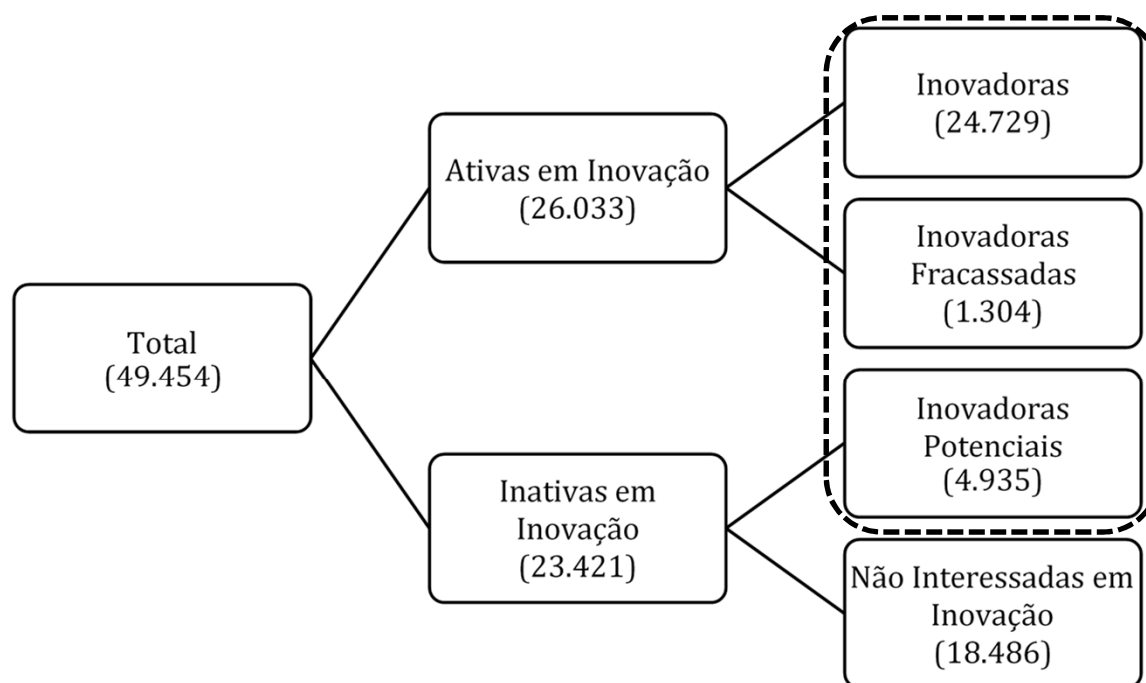 Total
(49.454)
Ativas em Inovação
(26.033)
Inativas em
Inovação
(23.421)
Inovadoras
(24.729)
Inovadoras
Fracassadas
(1.304)
Inovadoras
Potenciais
(4.935)
Não Interessadas em
Inovação
(18.486)